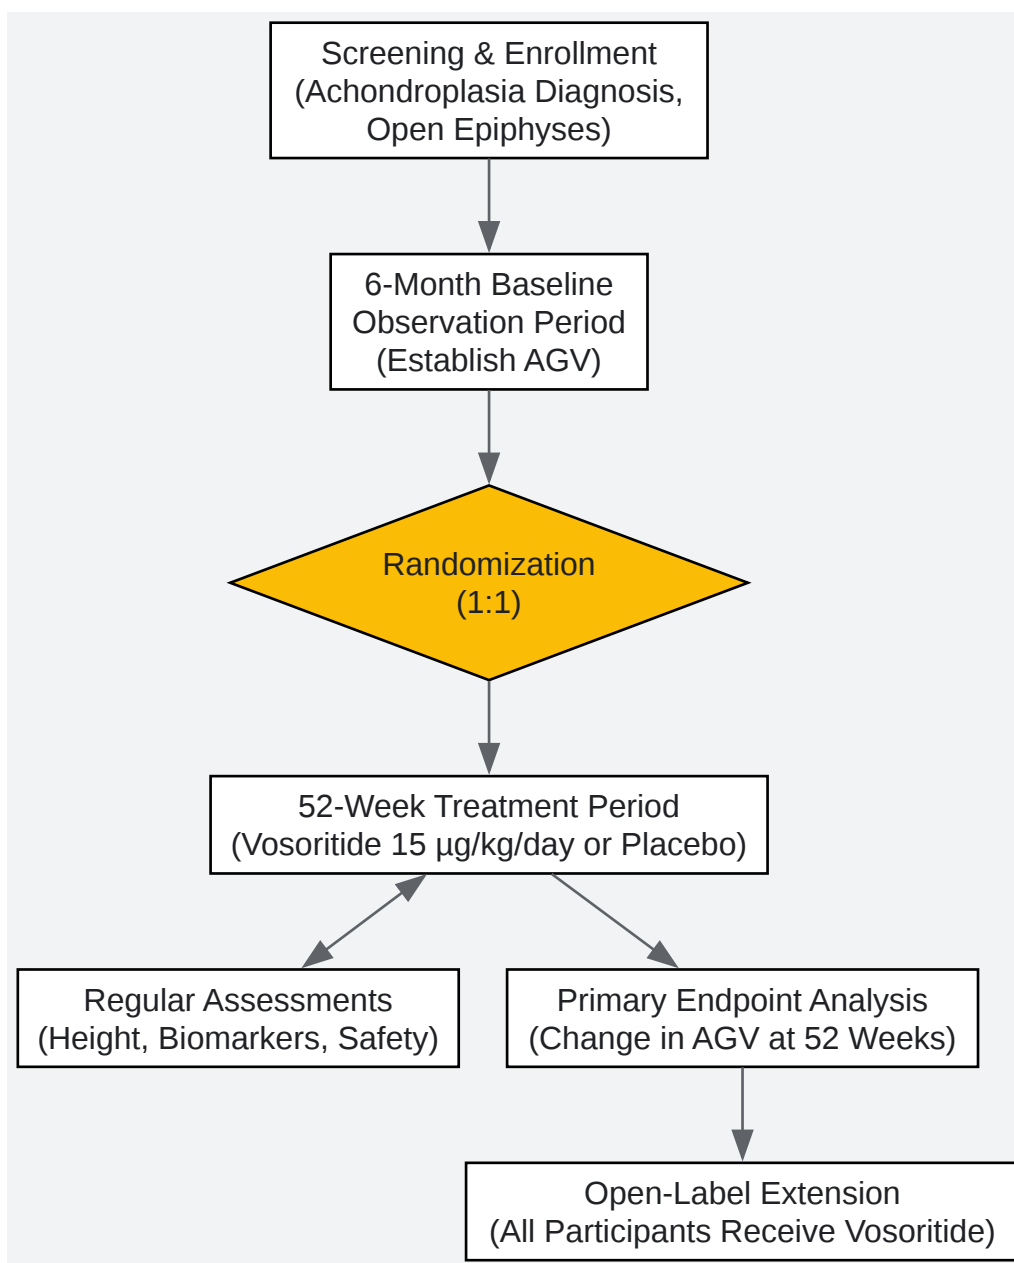 Screening & Enrollment
(Achondroplasia Diagnosis,
Open Epiphyses)
6-Month Baseline
Observation Period
(Establish AGV)
Randomization
(1:1)
52-Week Treatment Period
(Vosoritide 15 µg/kg/day or Placebo)
Regular Assessments
(Height, Biomarkers, Safety)
Primary Endpoint Analysis
(Change in AGV at 52 Weeks)
Open-Label Extension
(All Participants Receive Vosoritide)